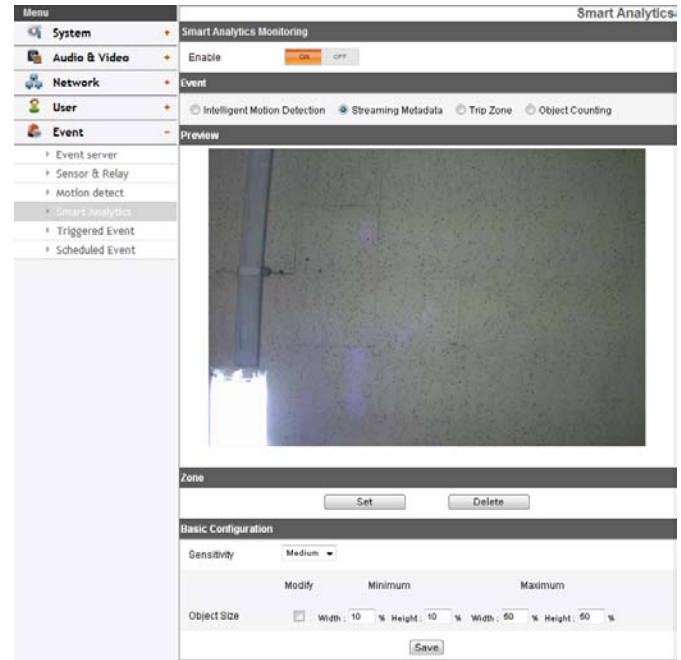 Menu
Smart Analytics
System +
Smart Analytics Monitoring
Audio & Video +
Enable ON OFF
Network +
Event
User +
Intelligent Motion Detection Streaming Metadata Trip Zone Object Counting
Event -
Preview
Event server
Sensor & Relay
Motion detect
Smart Analytics
Triggered Event
Scheduled Event
Zone
Set Delete
Basic Configuration
Sensitivity Medium
Modify Minimum Maximum
Object Size Width : 10 % Height : 10 % Width : 60 % Height : 60 %
Save